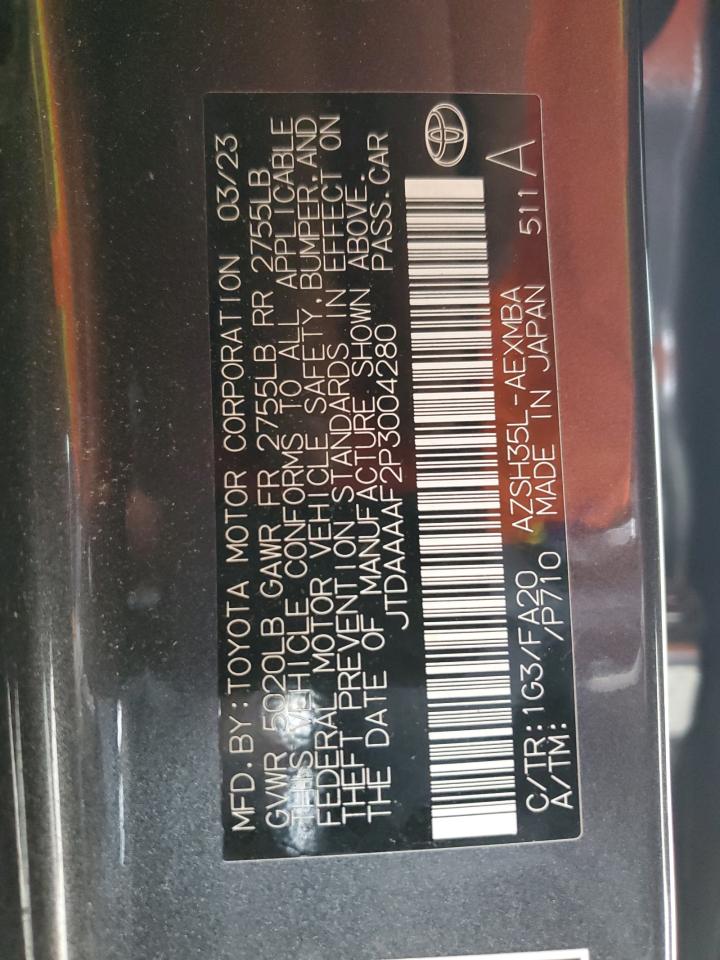 MFD. BY: TOYOTA MOTOR CORPORATION 03/23
GVWR 5020LB GAWR FR 2755LB RR 2755LB
THIS VEHICLE CONFORMS TO ALL APPLICABLE
FEDERAL MOTOR VEHICLE SAFETY, BUMPER, AND
THEFT PREVENTION STANDARDS IN EFFECT ON
THE DATE OF MANUFACTURE SHOWN ABOVE.
JTDAAAAF2P3004280 PASS. CAR
C/TR: 1G3/FA20 AZSH35L-AEXMBA
A/TM: /P710 MADE IN JAPAN 511 A